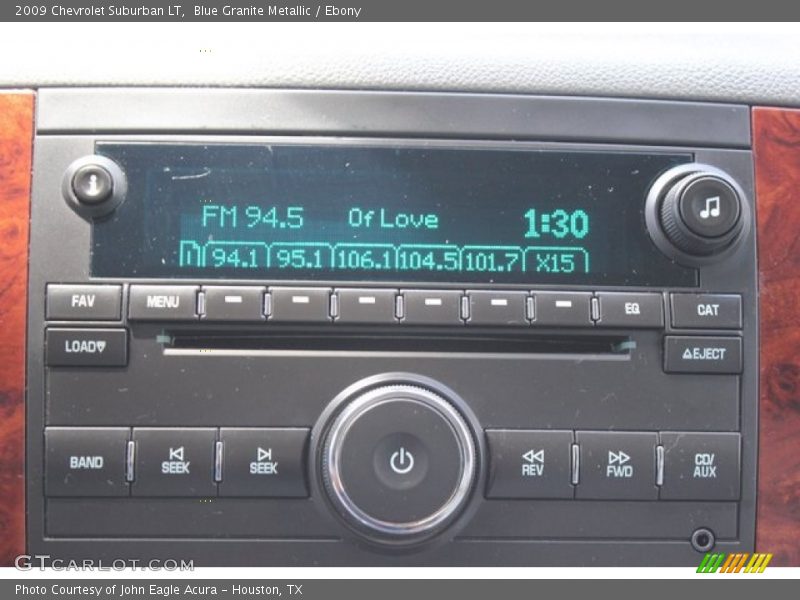 2009 Chevrolet Suburban LT, Blue Granite Metallic / Ebony
FM 94.5 Of Love 1:30
94.1 95.1 106.1 104.5 101.7 X15
FAV MENU EQ CAT
LOAD EJECT
BAND SEEK SEEK REV FWD CD/
AUX
GTcarlot.com
Photo Courtesy of John Eagle Acura - Houston, TX